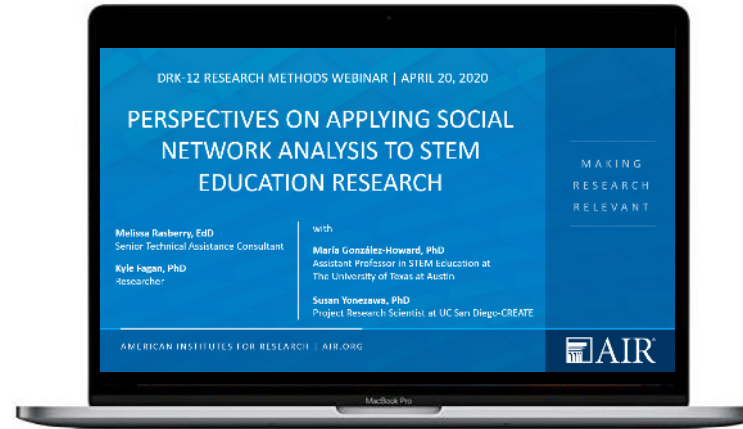 DRK-12 RESEARCH METHODS WEBINAR | APRIL 20, 2020
PERSPECTIVES ON APPLYING SOCIAL
NETWORK ANALYSIS TO STEM
EDUCATION RESEARCH
MAKING
RESEARCH
RELEVANT
Melissa Rasberry, EdD
Senior Technical Assistance Consultant
Kyle Fagan, PhD
Researcher
with
María González-Howard, PhD
Assistant Professor in STEM Education at
The University of Texas at Austin
Susan Yonezawa, PhD
Project Research Scientist at UC San Diego-CREATE
AMERICAN INSTITUTES FOR RESEARCH | AIR.ORG
AIR
MacBook Pro